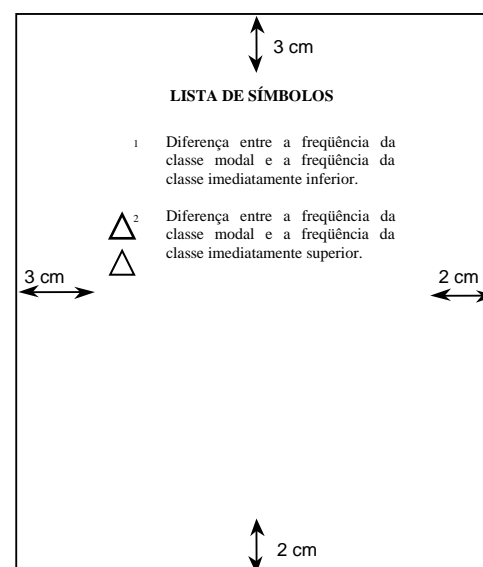 3 cm
LISTA DE SÍMBOLOS
1 Diferença entre a freqüência da
classe modal e a freqüência da
classe imediatamente inferior.
2 Diferença entre a freqüência da
classe modal e a freqüência da
classe imediatamente superior.
3 cm
2 cm
2 cm